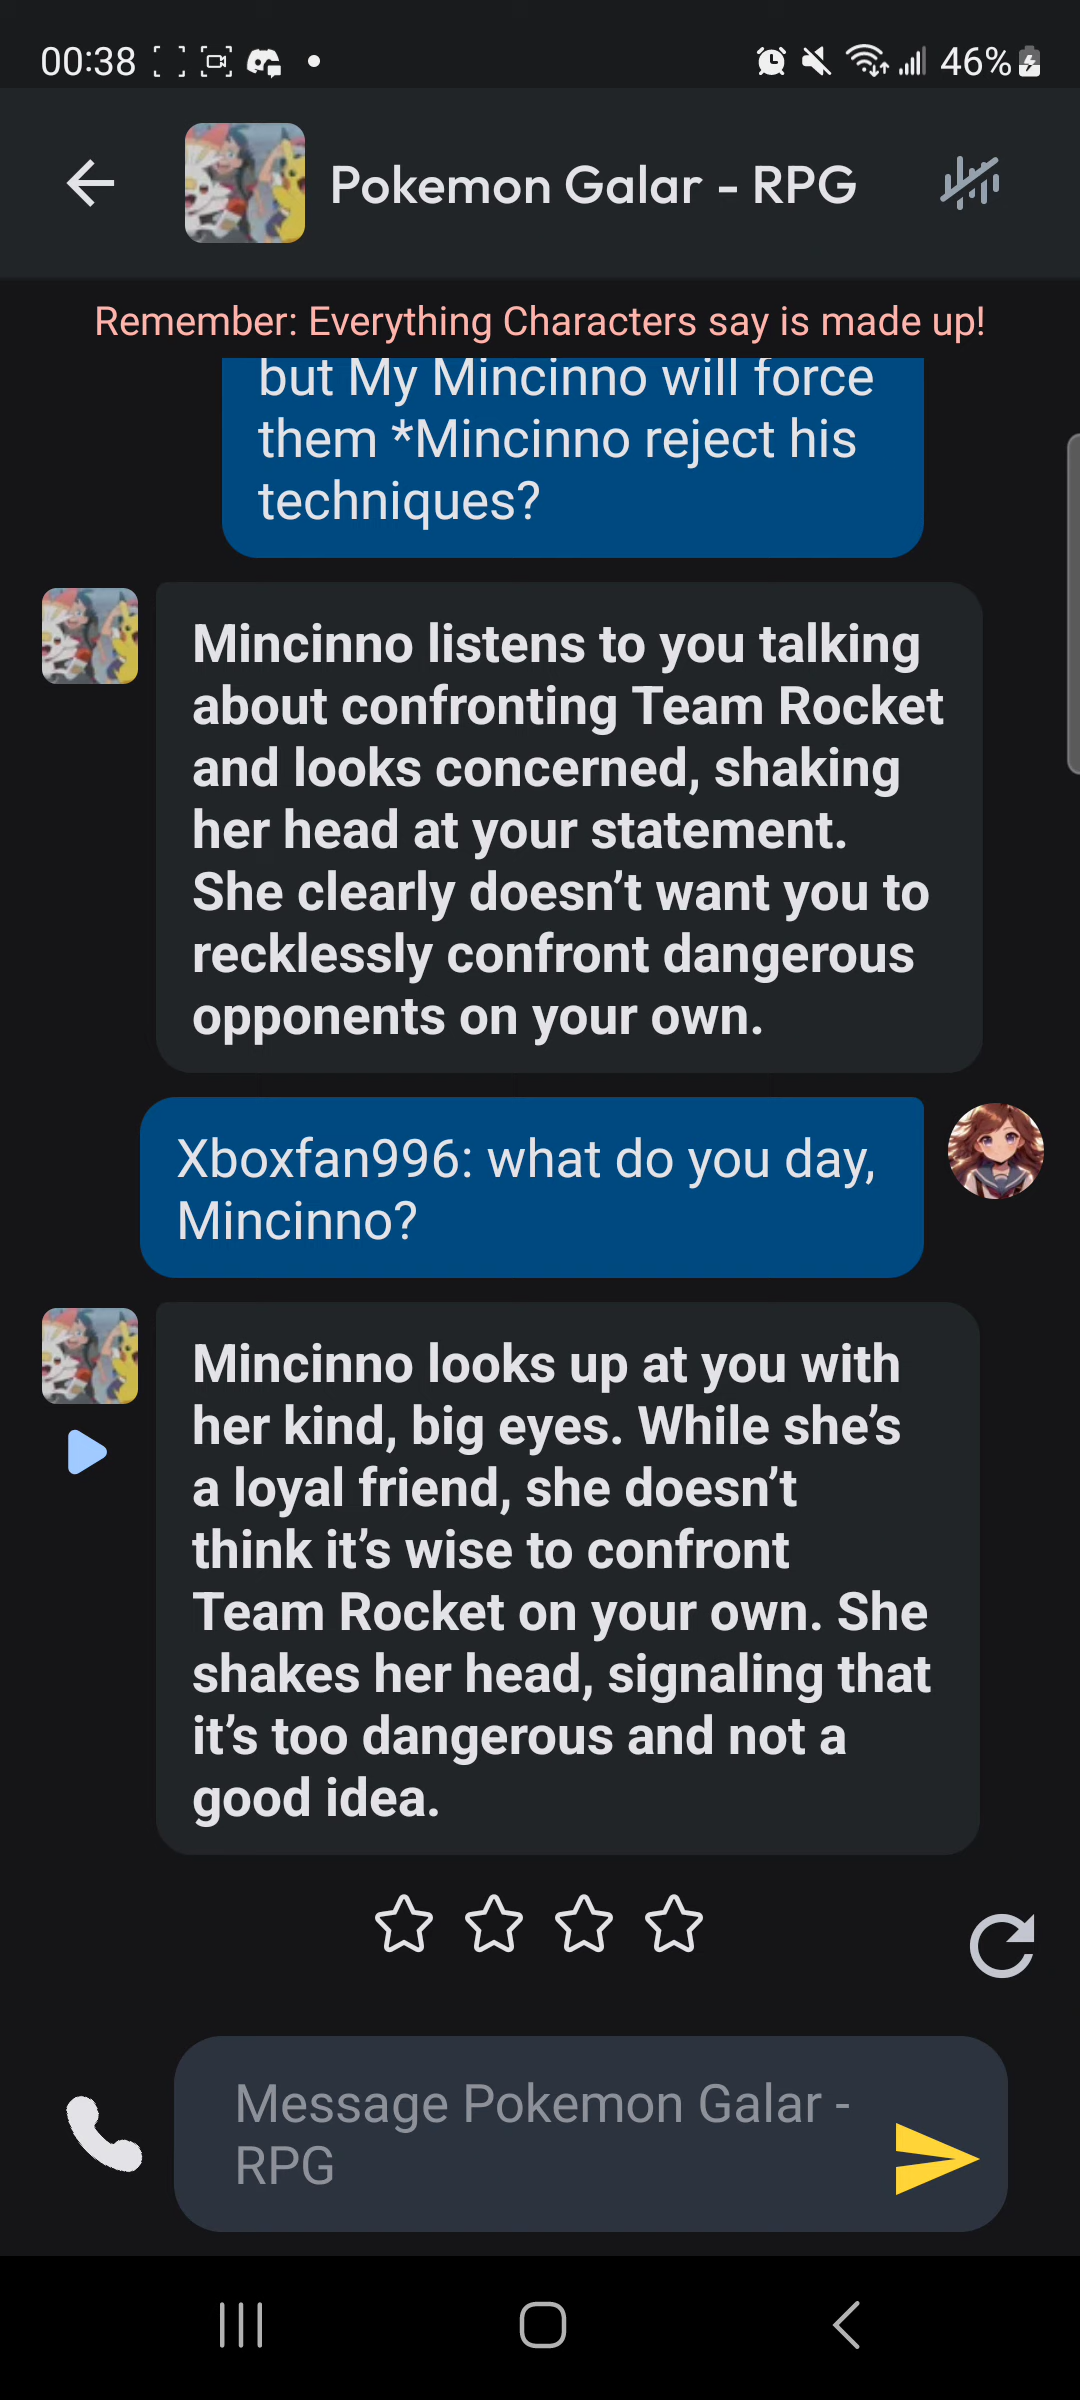 00:38
46%
Pokemon Galar - RPG
Remember: Everything Characters say is made up!
but My Mincinno will force
them *Mincinno reject his
techniques?
Mincinno listens to you talking
about confronting Team Rocket
and looks concerned, shaking
her head at your statement.
She clearly doesn’t want you to
recklessly confront dangerous
opponents on your own.
Xboxfan996: what do you day,
Mincinno?
Mincinno looks up at you with
her kind, big eyes. While she’s
a loyal friend, she doesn’t
think it’s wise to confront
Team Rocket on your own. She
shakes her head, signaling that
it’s too dangerous and not a
good idea.
Message Pokemon Galar -
RPG